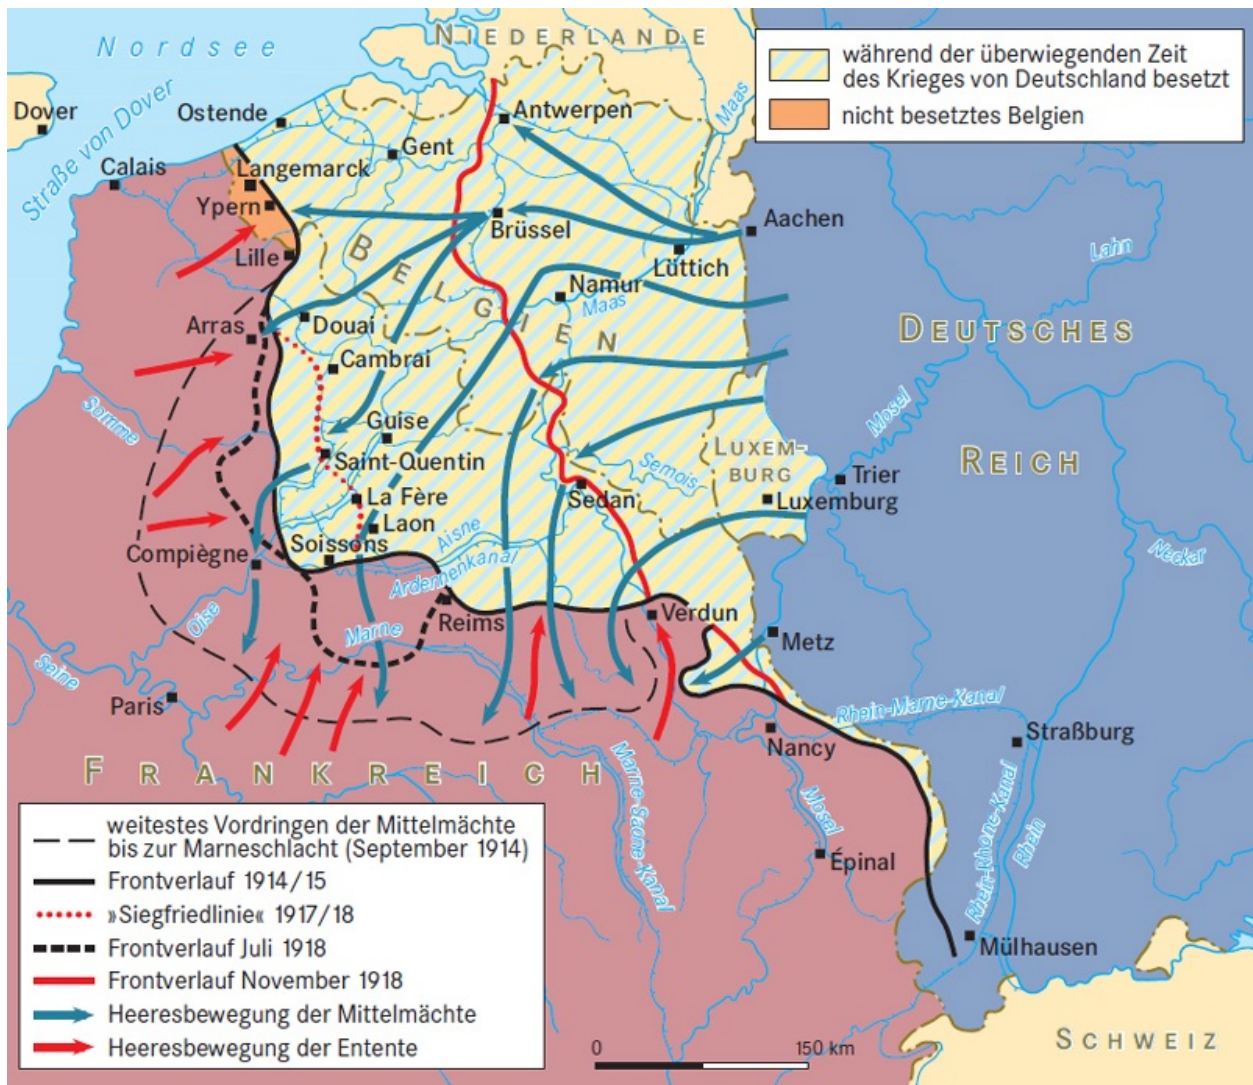 Nordsee
NIEDERLANDE
während der überwiegenden Zeit
des Krieges von Deutschland besetzt
nicht besetztes Belgien
Dover
Straße von Dover
Ostende
Antwerpen
Maas
Calais
Gent
Langemarck
Ypern
Brüssel
Aachen
Lille
Lüttich
Lahn
BELGIEN
Namur
Maas
Arras
Douai
DEUTSCHES
Cambrai
Somme
Guise
Mosel
Saint-Quentin
LUXEM-
BURG
REICH
Semois
Trier
La Fère
Sedan
Luxemburg
Laon
Aisne
Soissons
Compiègne
Ardennenkanal
Neckar
Oise
Reims
Verdun
Marne
Metz
Seine
Paris
Rhein-Marne-Kanal
Nancy
Straßburg
FRANKREICH
Marne-Saône-Kanal
Mosel
Rhein-Rhone-Kanal
Rhein
Épinal
Mülhausen
SCHWEIZ
weitestes Vordringen der Mittelmächte
bis zur Marneschlacht (September 1914)
Frontverlauf 1914/15
»Siegfriedlinie« 1917/18
Frontverlauf Juli 1918
Frontverlauf November 1918
Heeresbewegung der Mittelmächte
Heeresbewegung der Entente
0 150 km